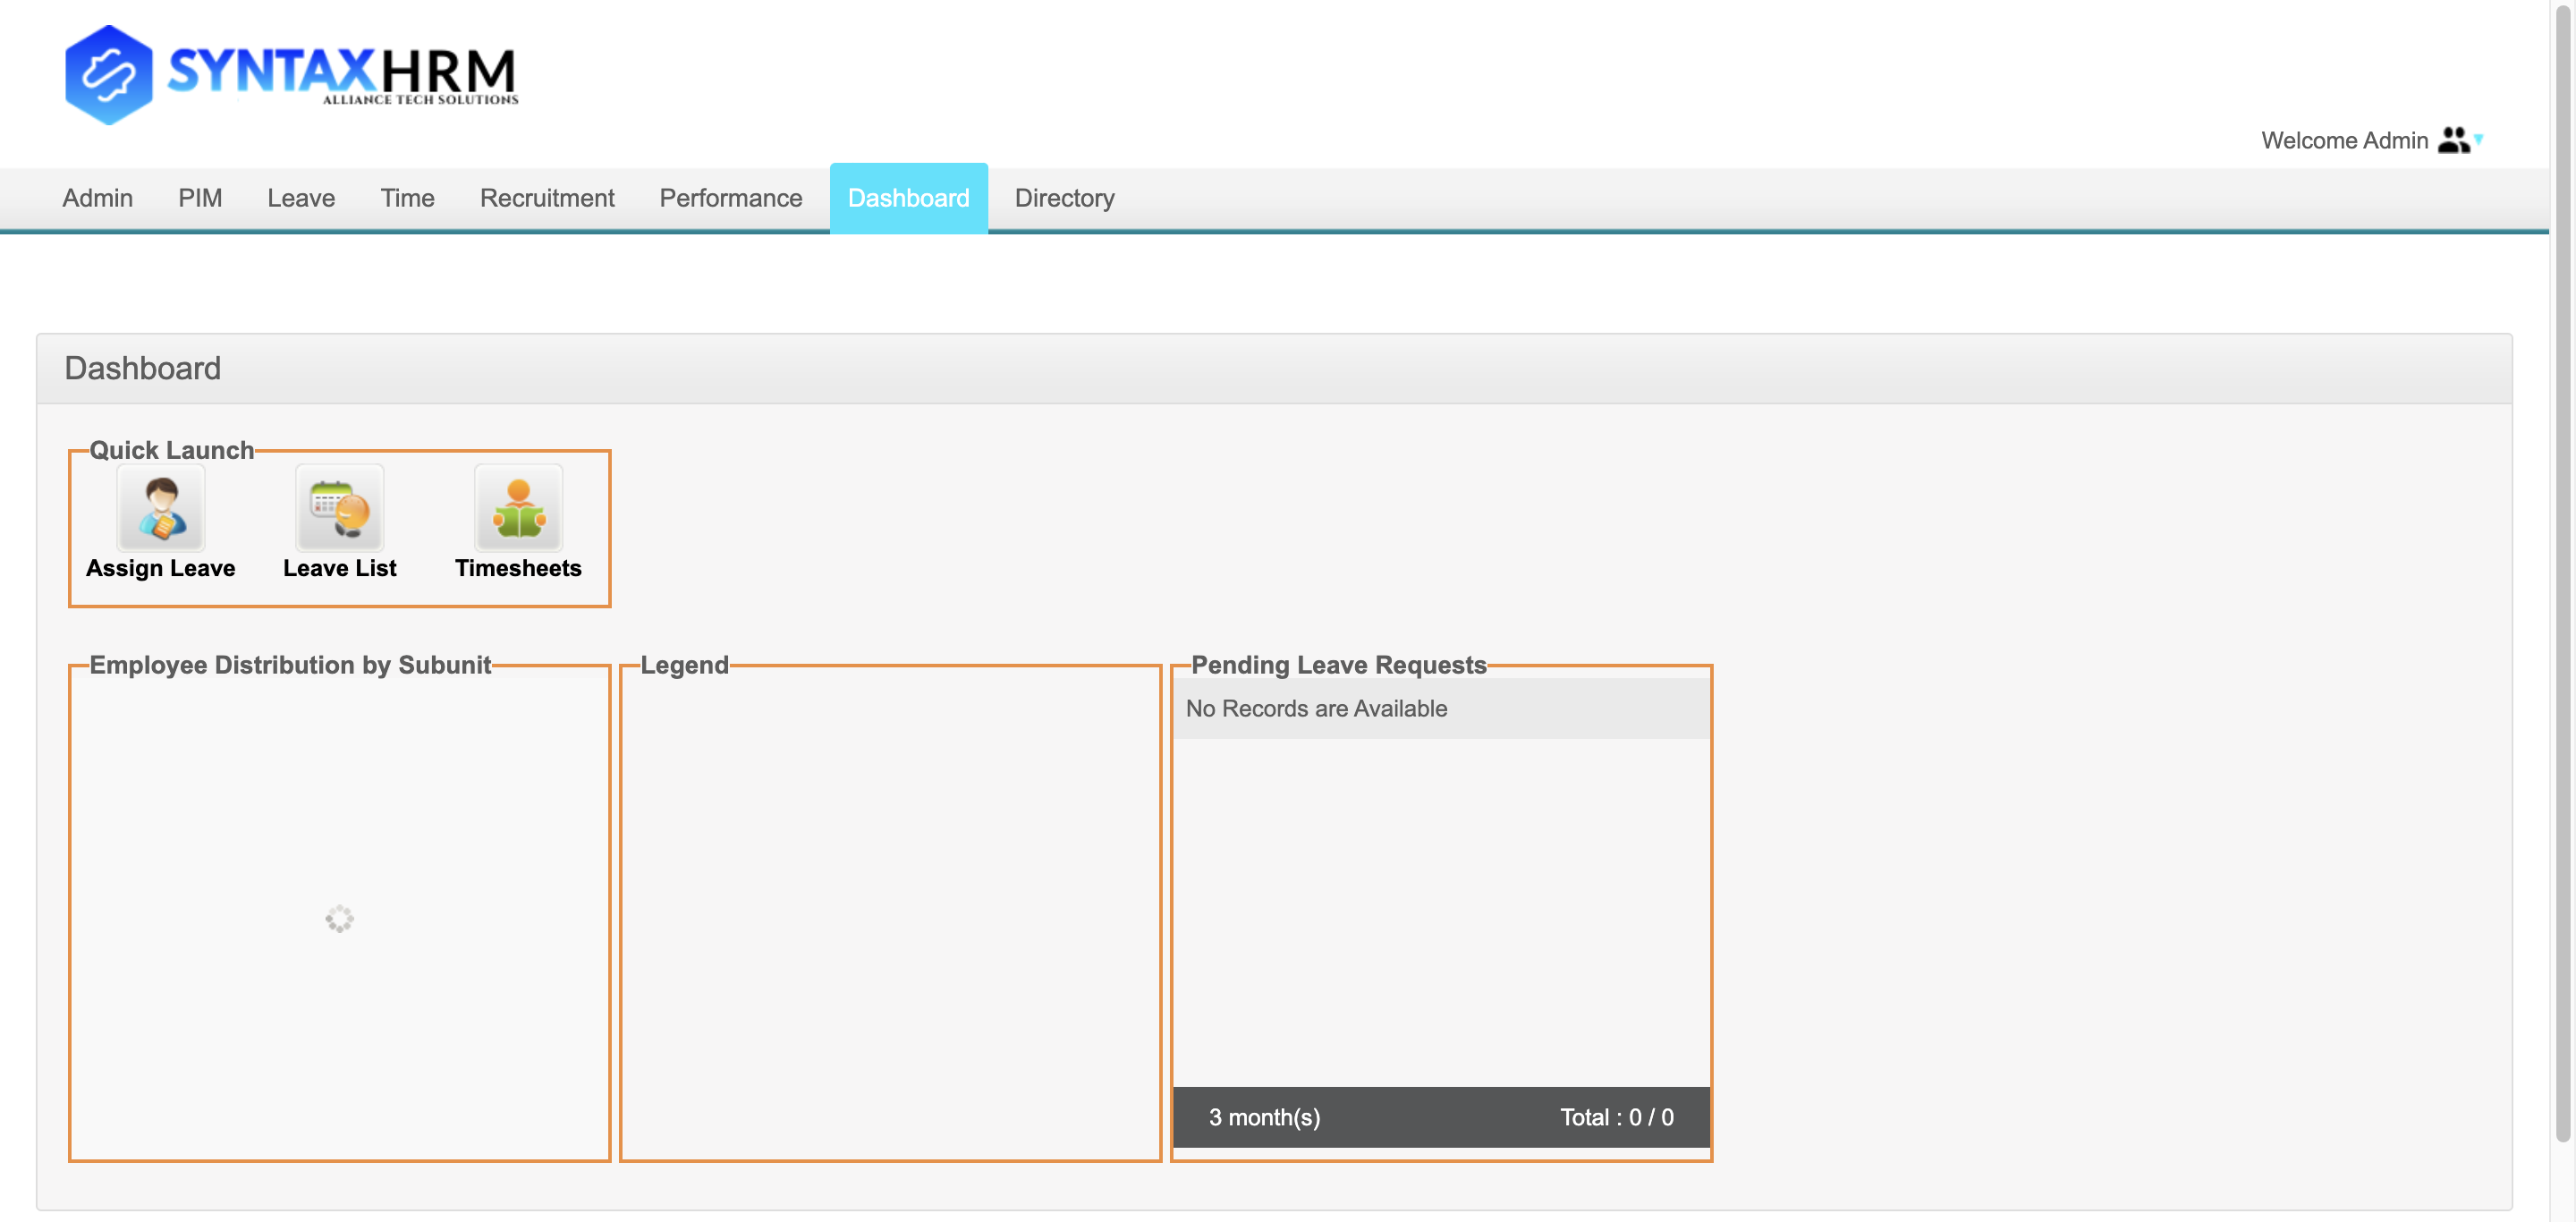 SYNTAXHRM
ALLIANCE TECH SOLUTIONS
Welcome Admin
Admin PIM Leave Time Recruitment Performance Dashboard Directory
Dashboard
Quick Launch
Assign Leave Leave List Timesheets
Employee Distribution by Subunit Legend Pending Leave Requests
No Records are Available
3 month(s) Total : 0 / 0